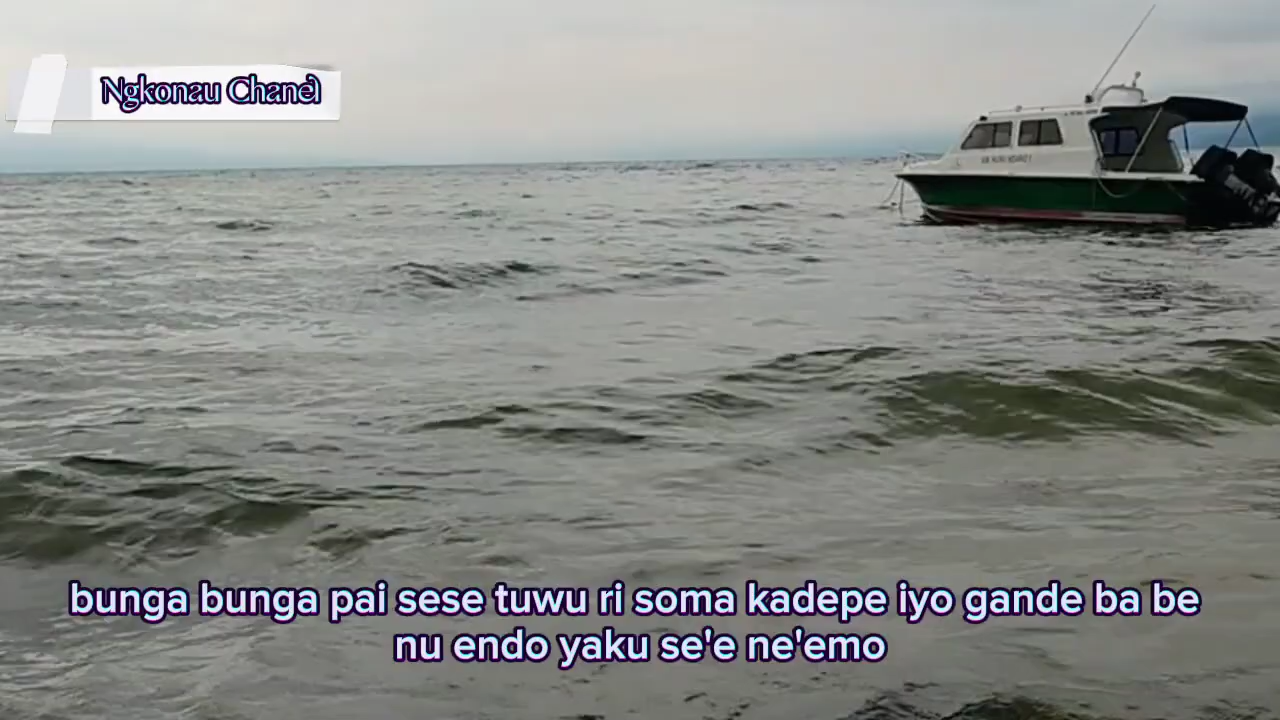 Ngkonau Chanel
bunga bunga pai sese tuwu ri soma kadepe iyo gande ba be
nu endo yaku se'e ne'emo